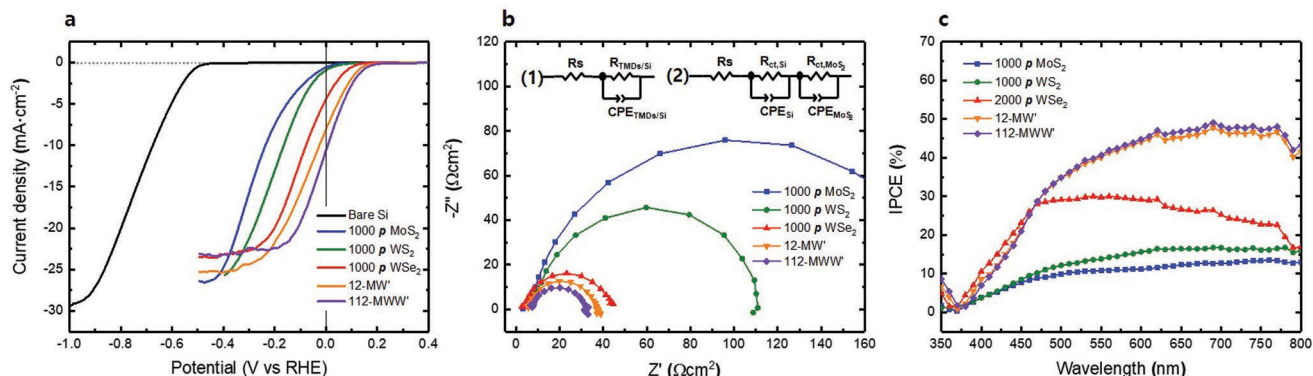 a
Current density (mA·cm⁻²)
0
-5
-10
-15
-20
-25
-30
Bare Si
1000 p MoS₂
1000 p WS₂
1000 p WSe₂
12-MW'
112-MWW'
-1.0 -0.8 -0.6 -0.4 -0.2 0.0 0.2 0.4
Potential (V vs RHE)
b
-Z" (Ωcm²)
120
100
80
60
40
20
0
(1) Rs R_TMDs/Si
CPE_TMDs/Si
(2) Rs R_ct,Si R_ct,MoS₂
CPE_Si CPE_MoS₂
1000 p MoS₂
1000 p WS₂
1000 p WSe₂
12-MW'
112-MWW'
0 20 40 60 80 100 120 140 160
Z' (Ωcm²)
c
IPCE (%)
60
50
40
30
20
10
0
1000 p MoS₂
1000 p WS₂
2000 p WSe₂
12-MW'
112-MWW'
350 400 450 500 550 600 650 700 750 800
Wavelength (nm)